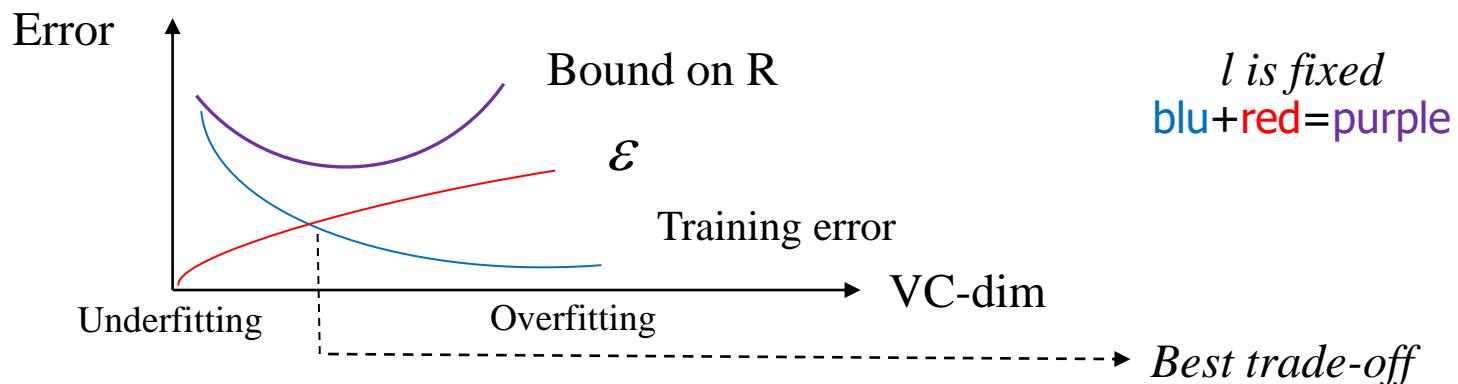 Error
Bound on R
l is fixed
blu+red=purple
ε
Training error
VC-dim
Underfitting
Overfitting
Best trade-off